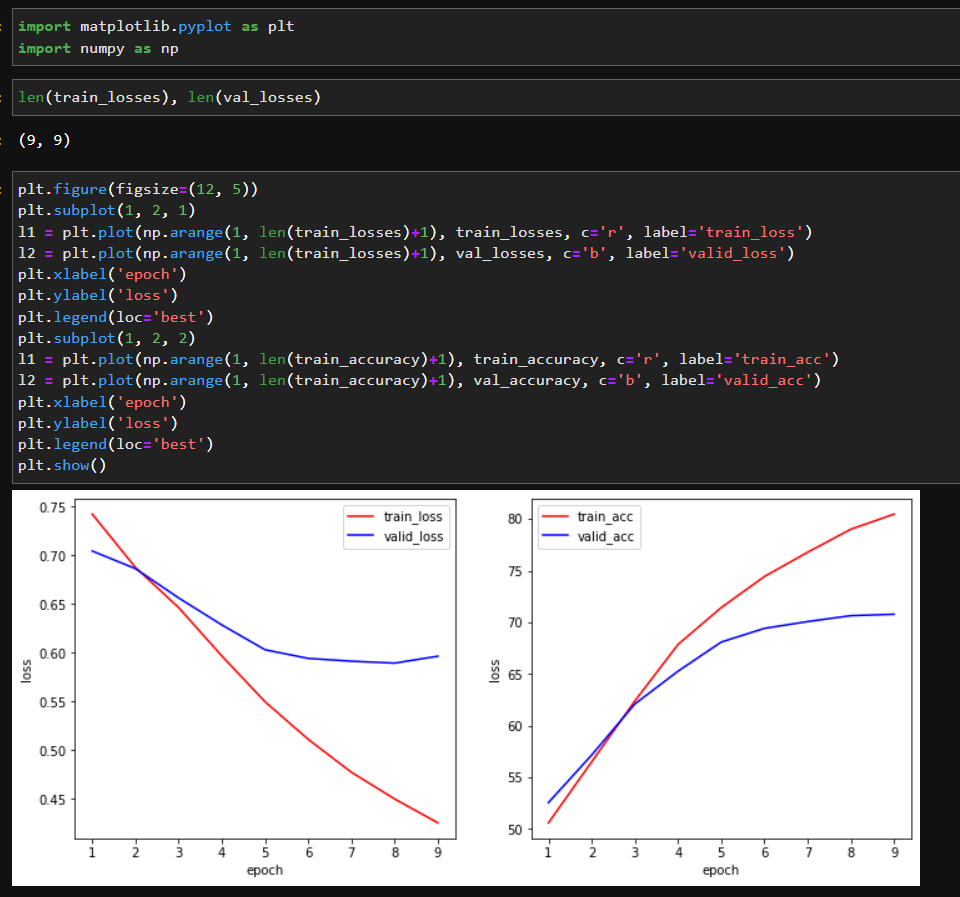 import matplotlib.pyplot as plt
import numpy as np
len(train_losses), len(val_losses)
(9, 9)
plt.figure(figsize=(12, 5))
plt.subplot(1, 2, 1)
l1 = plt.plot(np.arange(1, len(train_losses)+1), train_losses, c='r', label='train_loss')
l2 = plt.plot(np.arange(1, len(train_losses)+1), val_losses, c='b', label='valid_loss')
plt.xlabel('epoch')
plt.ylabel('loss')
plt.legend(loc='best')
plt.subplot(1, 2, 2)
l1 = plt.plot(np.arange(1, len(train_accuracy)+1), train_accuracy, c='r', label='train_acc')
l2 = plt.plot(np.arange(1, len(train_accuracy)+1), val_accuracy, c='b', label='valid_acc')
plt.xlabel('epoch')
plt.ylabel('loss')
plt.legend(loc='best')
plt.show()
train_loss
valid_loss
0.75
0.70
0.65
0.60
0.55
0.50
0.45
loss
1 2 3 4 5 6 7 8 9
epoch
train_acc
valid_acc
80
75
70
65
60
55
50
loss
1 2 3 4 5 6 7 8 9
epoch